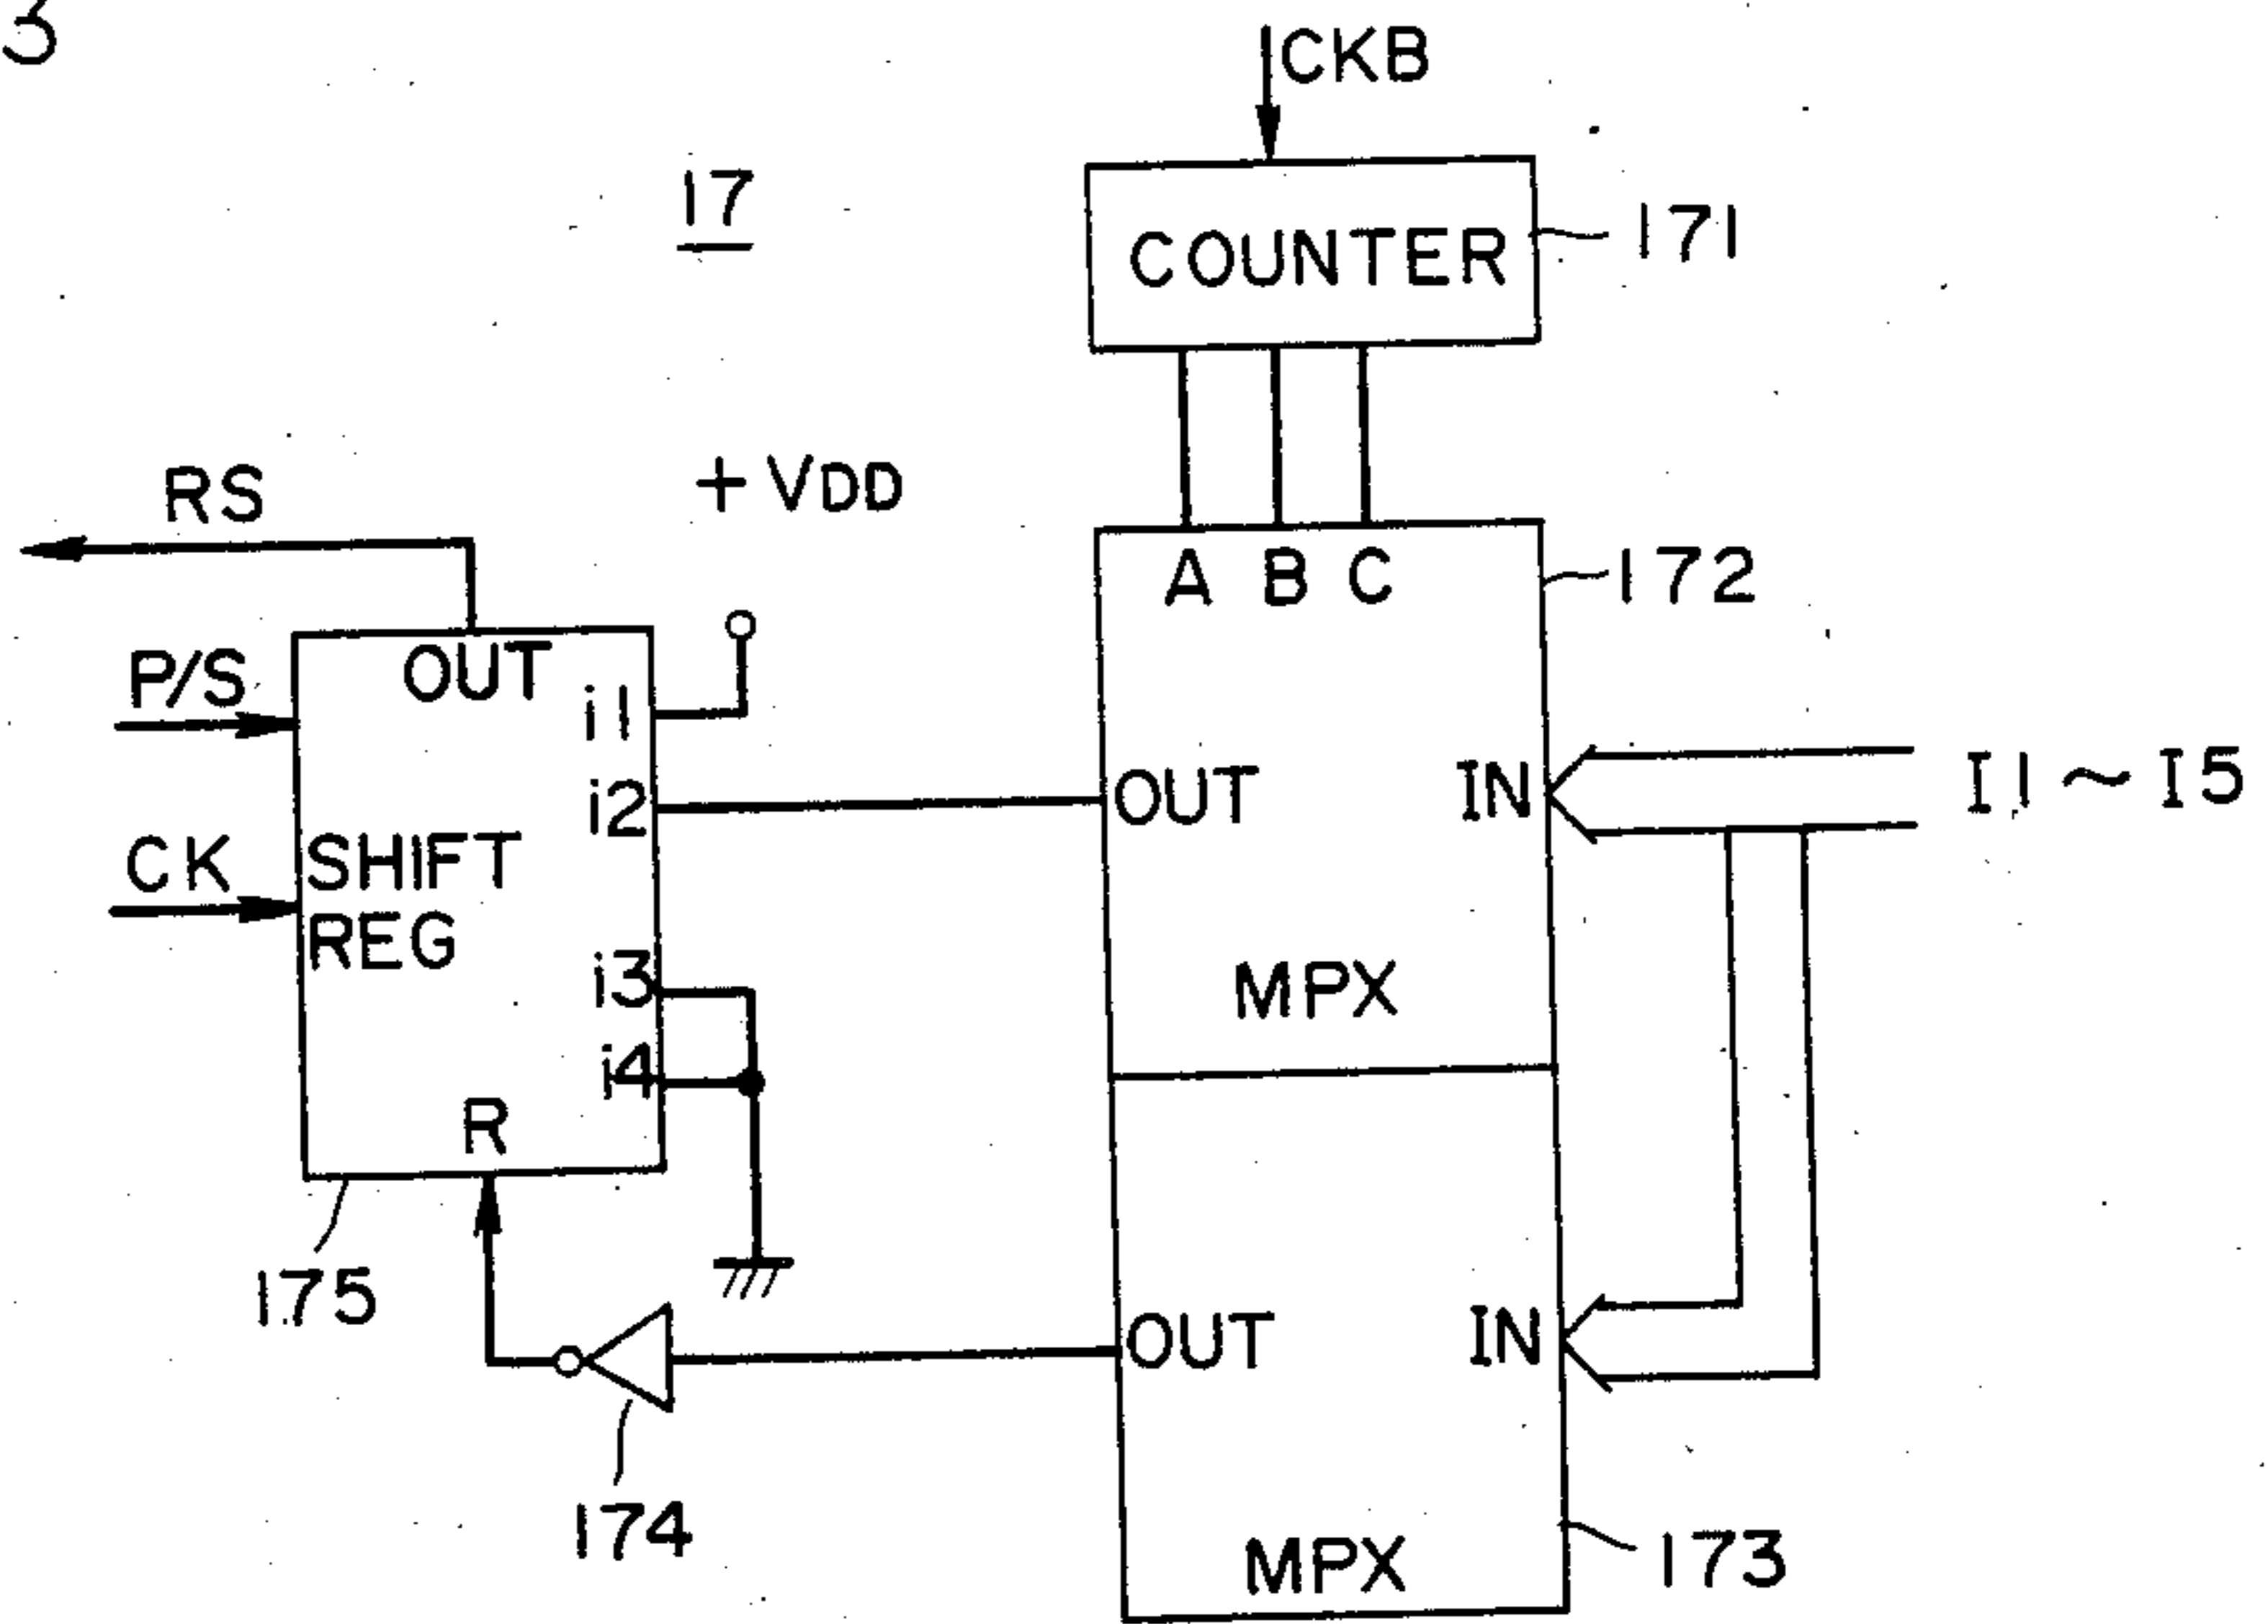 3
CKB
17
COUNTER
171
RS
+VDD
A B C
172
P/S
OUT
i1
i2
OUT
IN
I1~I5
CK
SHIFT
REG
i3
MPX
i4
R
175
OUT
IN
174
MPX
173